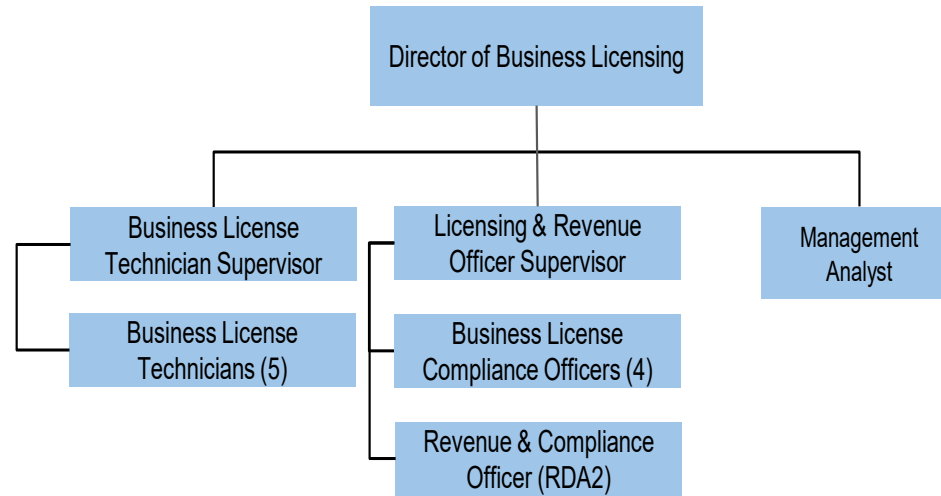 Director of Business Licensing
Business License
Technician Supervisor
Licensing & Revenue
Officer Supervisor
Management
Analyst
Business License
Technicians (5)
Business License
Compliance Officers (4)
Revenue & Compliance
Officer (RDA2)